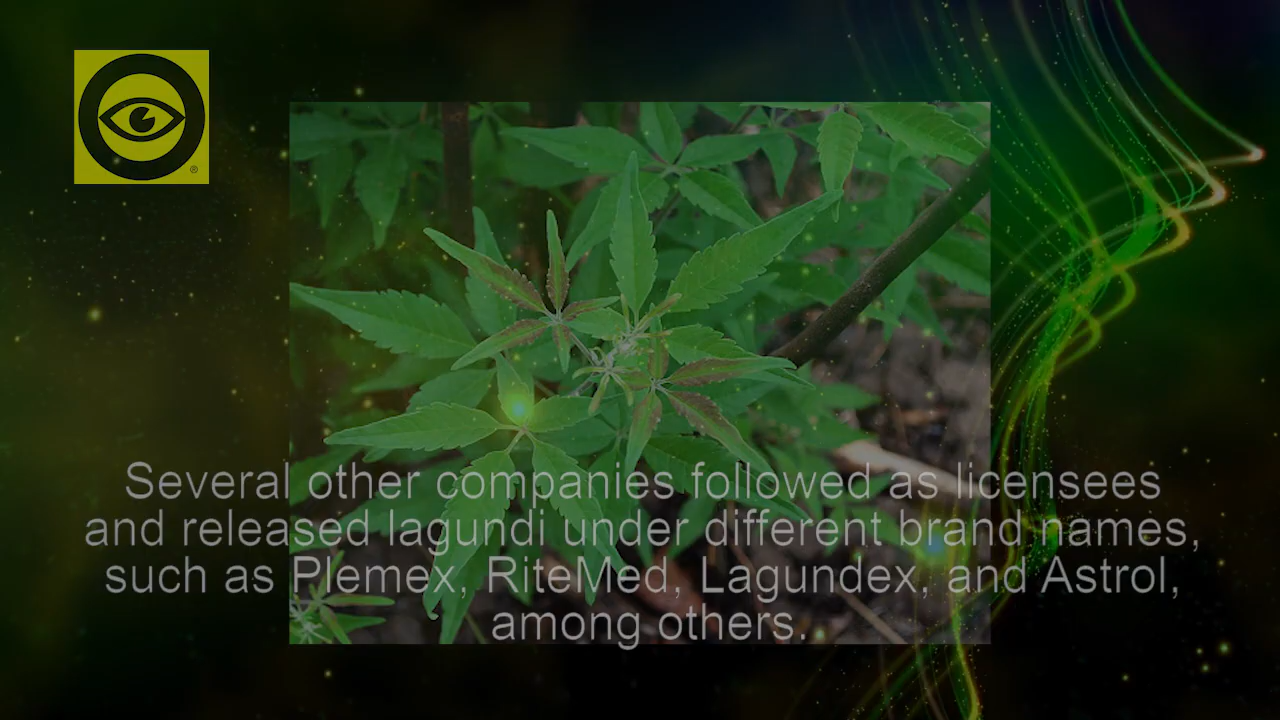 ®
Several other companies followed as licensees
and released lagundi under different brand names,
such as Plemex, RiteMed, Lagundex, and Astrol,
among others.